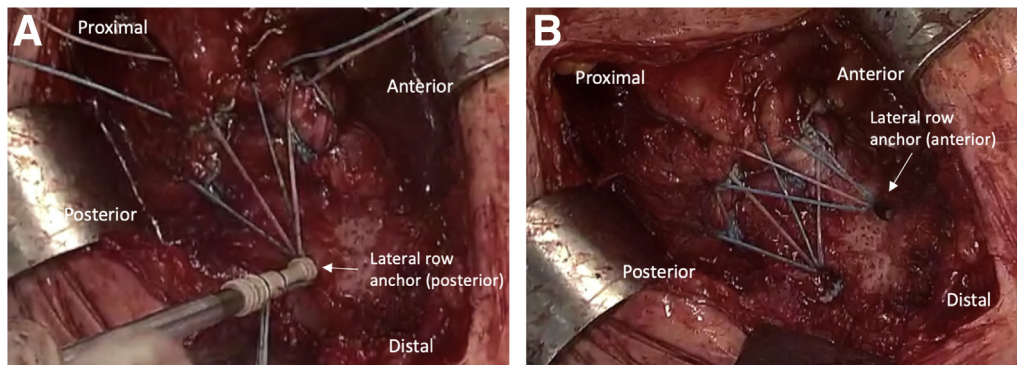 A
Proximal
Anterior
Posterior
Lateral row
anchor (posterior)
Distal
B
Proximal
Anterior
Lateral row
anchor (anterior)
Posterior
Distal